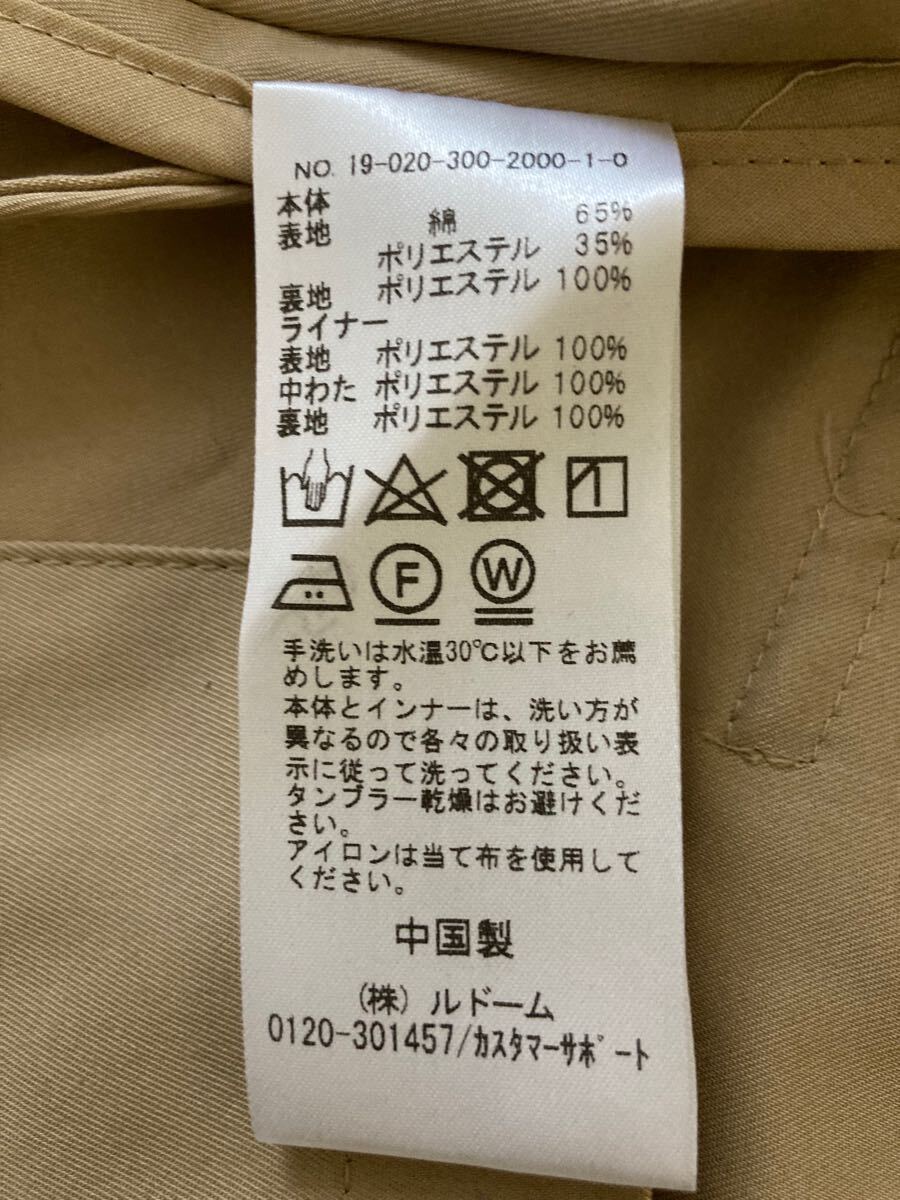 NO. 19-020-300-2000-1-0
本体
表地 綿 65%
ポリエステル 35%
裏地 ポリエステル 100%
ライナー
表地 ポリエステル 100%
中わた ポリエステル 100%
裏地 ポリエステル 100%
F W
手洗いは水温30℃以下をお薦
めします。
本体とインナーは、洗い方が
異なるので各々の取り扱い表
示に従って洗ってください。
タンブラー乾燥はお避けくだ
さい。
アイロンは当て布を使用して
ください。
中国製
(株) ルドーム
0120-301457/カスタマーサポート